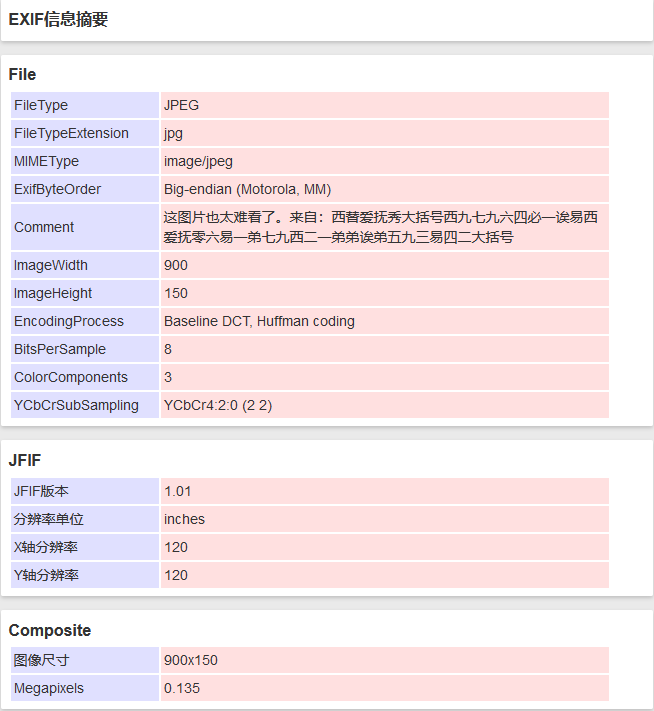 EXIF信息摘要
File
FileType JPEG
FileTypeExtension jpg
MIMEType image/jpeg
ExifByteOrder Big-endian (Motorola, MM)
Comment 这图片也太难看了。来自：西替爱抚秀大括号西九七九六四必一诶易西
爱抚零六易一弟七九西二一弟弟诶弟五九三易四二大括号
ImageWidth 900
ImageHeight 150
EncodingProcess Baseline DCT, Huffman coding
BitsPerSample 8
ColorComponents 3
YCbCrSubSampling YCbCr4:2:0 (2 2)
JFIF
JFIF版本 1.01
分辨率单位 inches
X轴分辨率 120
Y轴分辨率 120
Composite
图像尺寸 900x150
Megapixels 0.135